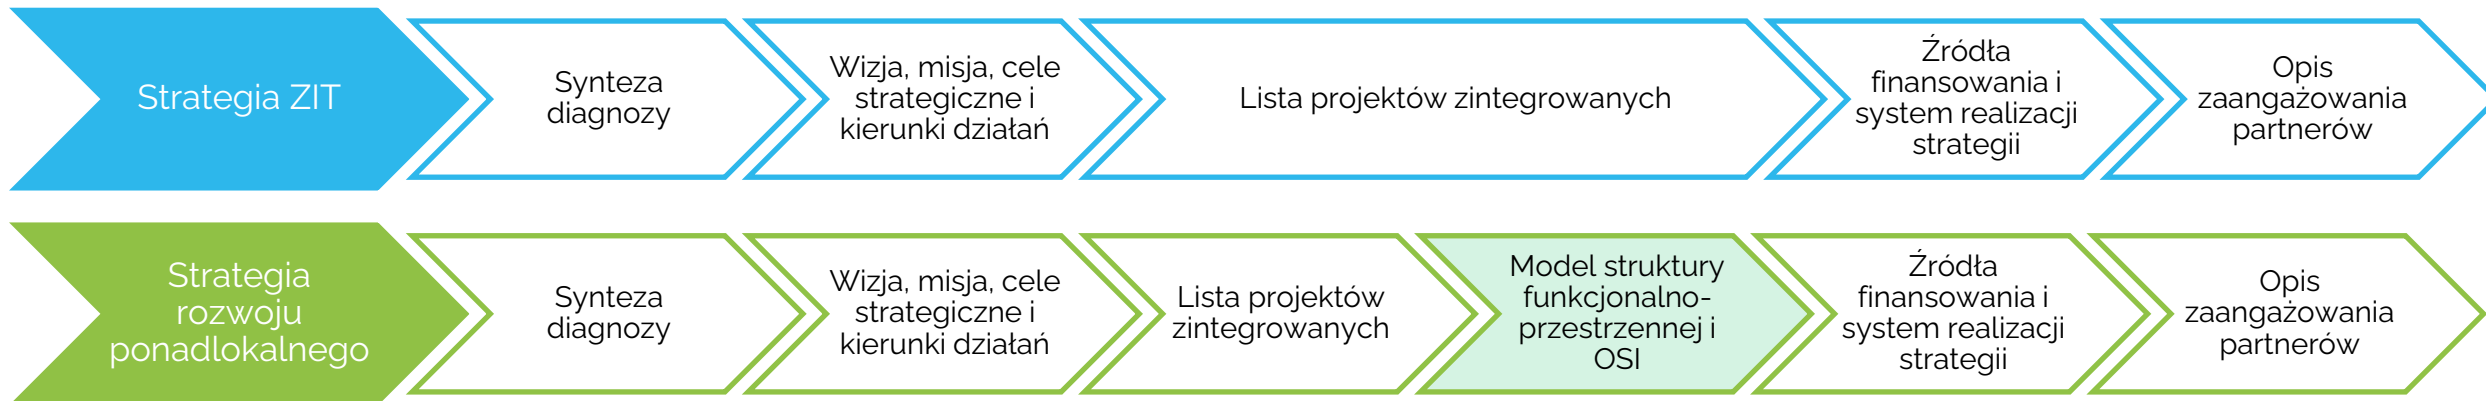 Strategia ZIT
Synteza
diagnozy
Wizja, misja, cele
strategiczne i
kierunki działań
Lista projektów zintegrowanych
Źródła
finansowania i
system realizacji
strategii
Opis
zaangażowania
partnerów
Strategia
rozwoju
ponadlokalnego
Synteza
diagnozy
Wizja, misja, cele
strategiczne i
kierunki działań
Lista projektów
zintegrowanych
Model struktury
funkcjonalno-
przestrzennej i
OSI
Źródła
finansowania i
system realizacji
strategii
Opis
zaangażowania
partnerów